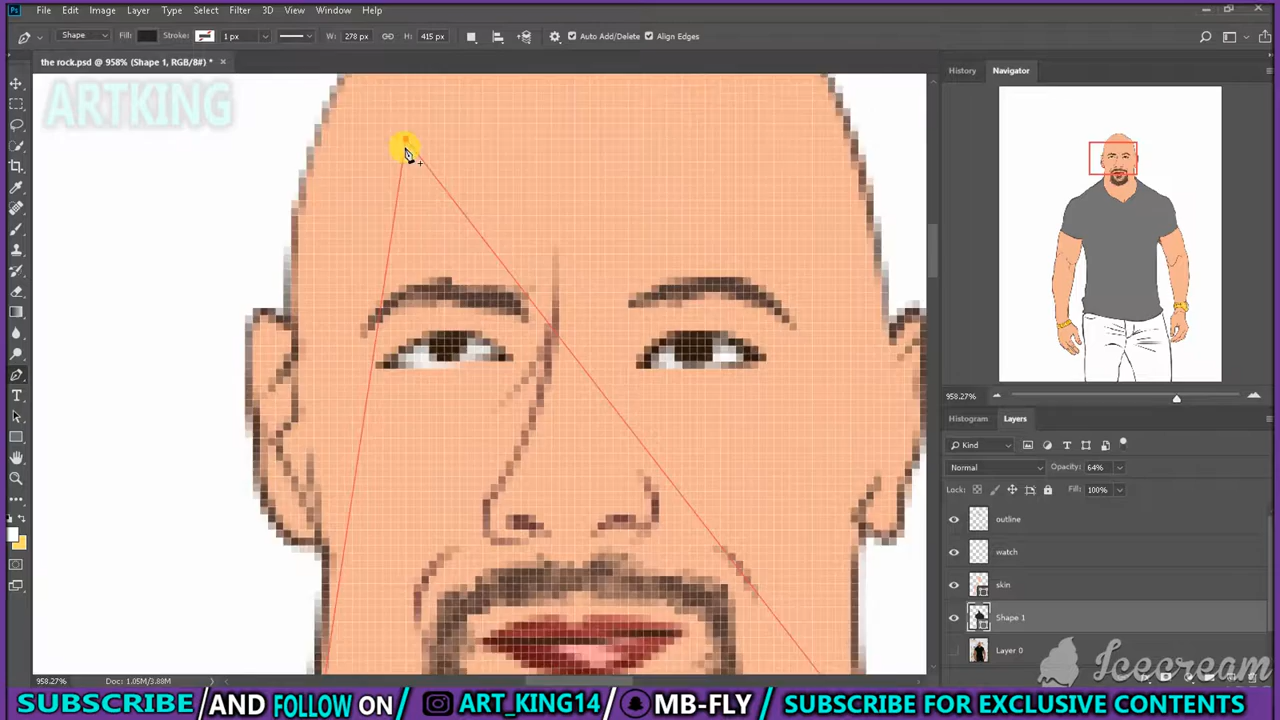 Ps File Edit Image Layer Type Select Filter 3D View Window Help
Shape Fill: Stroke: 1 px W: 278 px H: 415 px Auto Add/Delete Align Edges
the rock.psd @ 958% (Shape 1, RGB/8#) * ×
ARTKING
History Navigator
958.27%
Histogram Layers
Kind
Normal Opacity: 64%
Lock: Fill: 100%
outline
watch
skin
Shape 1
Layer 0
Icecream
958.27% Doc: 1.05M/3.88M
SUBSCRIBE AND FOLLOW ON / ART_KING14 / MB-FLY / SUBSCRIBE FOR EXCLUSIVE CONTENTS